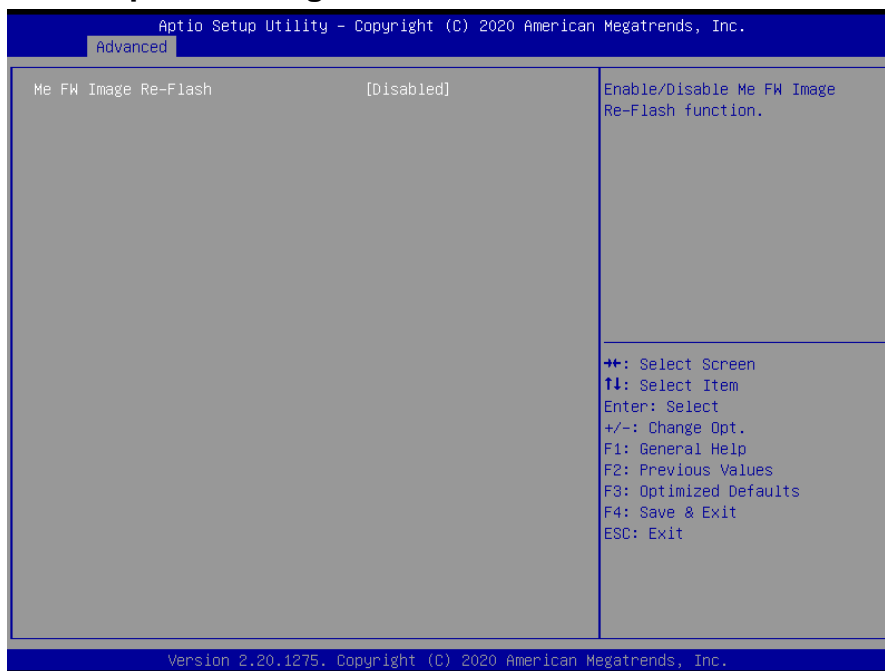 Aptio Setup Utility – Copyright (C) 2020 American Megatrends, Inc.
Advanced
Me FW Image Re-Flash [Disabled]
Enable/Disable Me FW Image
Re-Flash function.
→←: Select Screen
↑↓: Select Item
Enter: Select
+/-: Change Opt.
F1: General Help
F2: Previous Values
F3: Optimized Defaults
F4: Save & Exit
ESC: Exit
Version 2.20.1275. Copyright (C) 2020 American Megatrends, Inc.